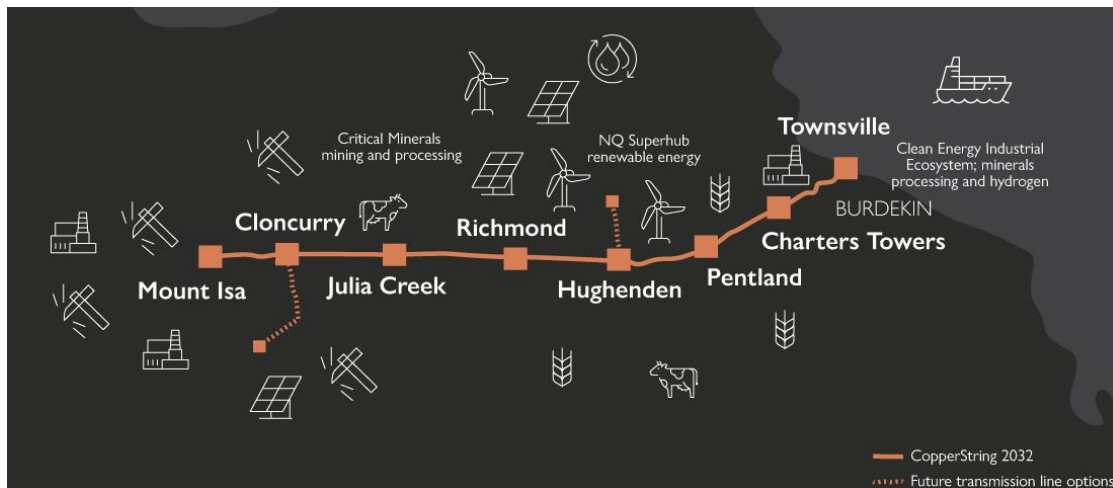 Townsville
Critical Minerals
mining and processing
NQ Superhub
renewable energy
Clean Energy Industrial
Ecosystem; minerals
processing and hydrogen
Cloncurry
Richmond
BURDEKIN
Charters Towers
Mount Isa
Julia Creek
Hughenden
Pentland
CopperString 2032
Future transmission line options